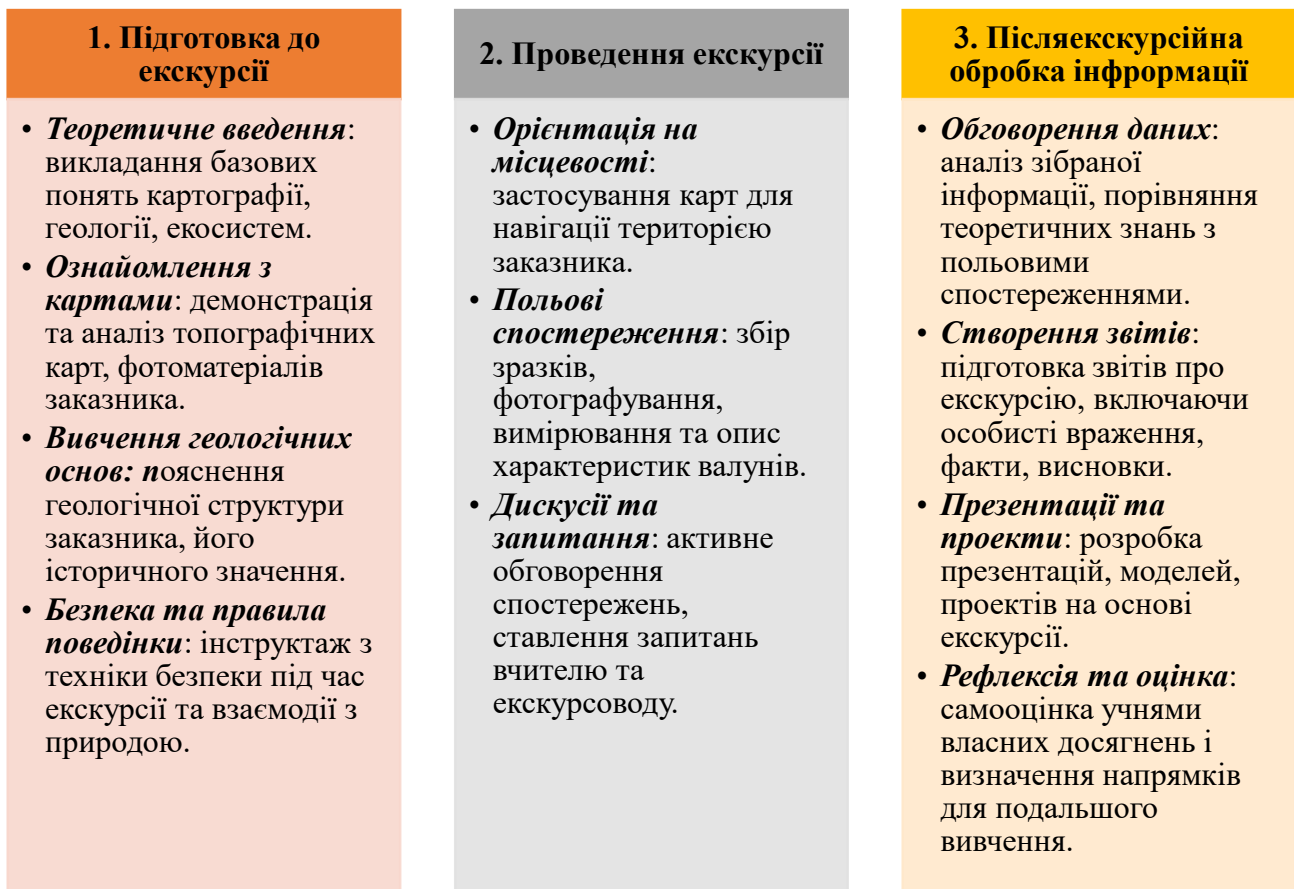 1. Підготовка до
екскурсії
• Теоретичне введення:
викладання базових
понять картографії,
геології, екосистем.
• Ознайомлення з
картами: демонстрація
та аналіз топографічних
карт, фотоматеріалів
заказника.
• Вивчення геологічних
основ: пояснення
геологічної структури
заказника, його
історичного значення.
• Безпека та правила
поведінки: інструктаж з
техніки безпеки під час
екскурсії та взаємодії з
природою.
2. Проведення екскурсії
• Орієнтація на
місцевості:
застосування карт для
навігації територією
заказника.
• Польові
спостереження: збір
зразків,
фотографування,
вимірювання та опис
характеристик валунів.
• Дискусії та
запитання: активне
обговорення
спостережень,
ставлення запитань
вчителю та
екскурсоводу.
3. Післяекскурсійна
обробка інфрормації
• Обговорення даних:
аналіз зібраної
інформації, порівняння
теоретичних знань з
польовими
спостереженнями.
• Створення звітів:
підготовка звітів про
екскурсію, включаючи
особисті враження,
факти, висновки.
• Презентації та
проекти: розробка
презентацій, моделей,
проектів на основі
екскурсії.
• Рефлексія та оцінка:
самооцінка учнями
власних досягнень і
визначення напрямків
для подальшого
вивчення.